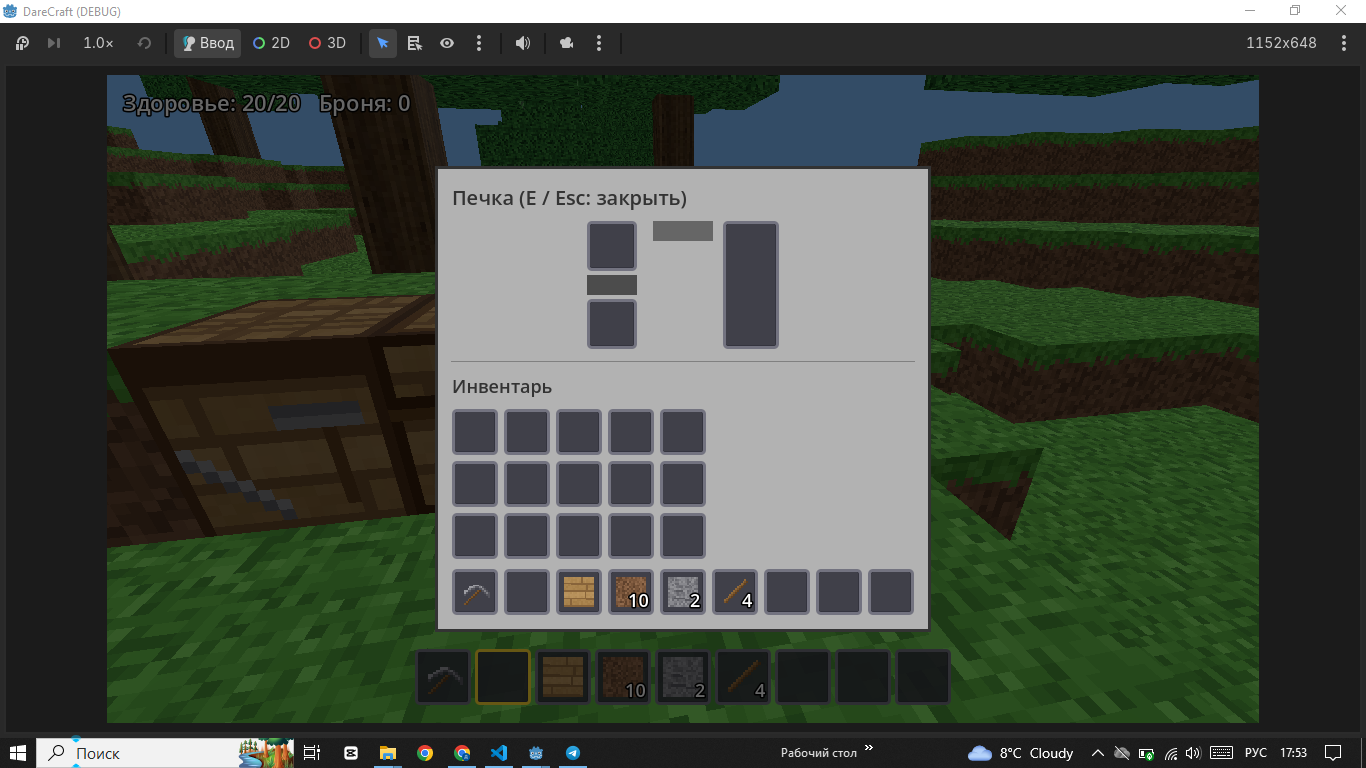 DareCraft (DEBUG)
1.0× Ввод 2D 3D 1152x648
Здоровье: 20/20 Броня: 0
Печка (E / Esc: закрыть)
Инвентарь
10 2 4
10 2 4
Поиск Рабочий стол » 8°C Cloudy РУС 17:53